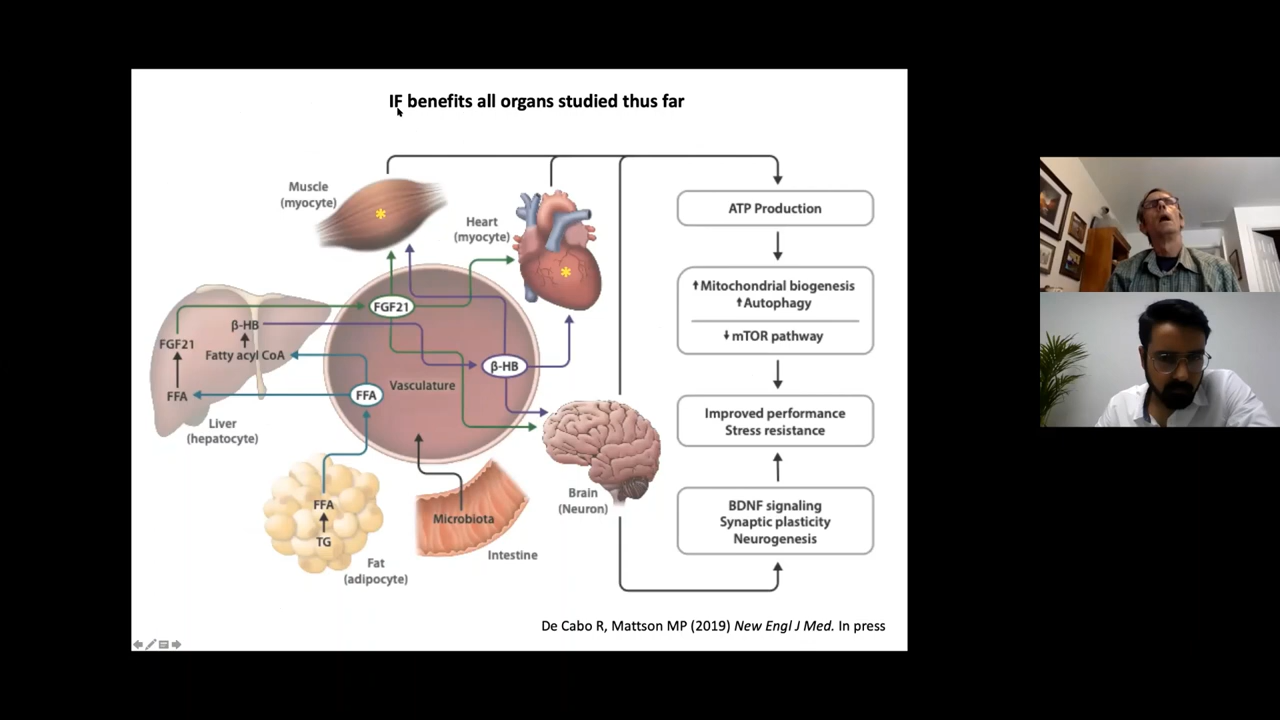 IF benefits all organs studied thus far
Muscle
(myocyte)
*
Heart
(myocyte)
*
FGF21
β-HB
FGF21
Fatty acyl CoA
FFA
Liver
(hepatocyte)
Vasculature
β-HB
FFA
FFA
TG
Fat
(adipocyte)
Microbiota
Intestine
Brain
(Neuron)
ATP Production
↑Mitochondrial biogenesis
↑Autophagy
↓mTOR pathway
Improved performance
Stress resistance
BDNF signaling
Synaptic plasticity
Neurogenesis
De Cabo R, Mattson MP (2019) New Engl J Med. In press